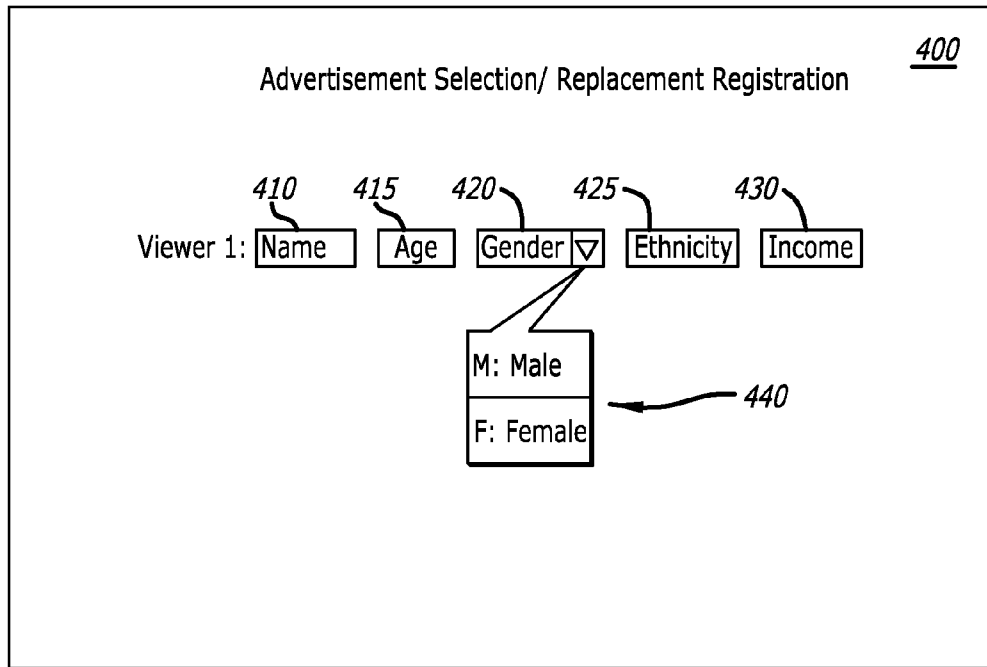 400
Advertisement Selection/ Replacement Registration
410 415 420 425 430
Viewer 1: Name Age Gender Ethnicity Income
M: Male
440
F: Female